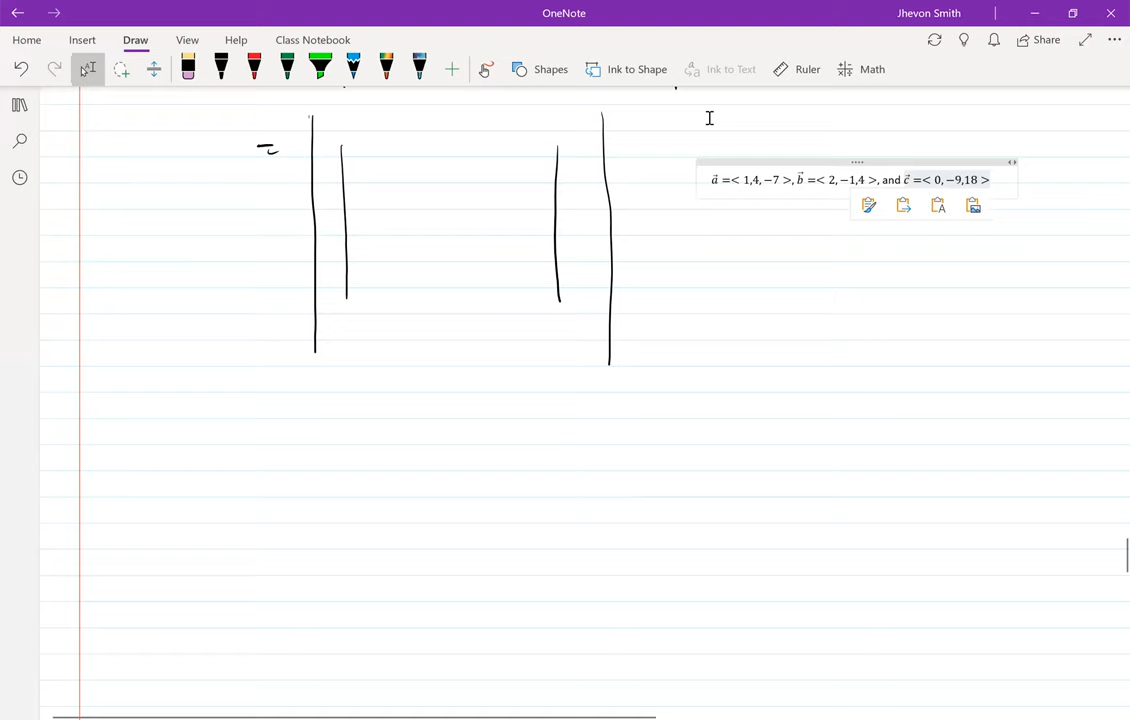 OneNote
Jhevon Smith
Home Insert Draw View Help Class Notebook
Share
Shapes Ink to Shape Ink to Text Ruler Math
=
a⃗ =< 1,4, −7 >, b⃗ =< 2, −1,4 >, and c⃗ =< 0, −9,18 >